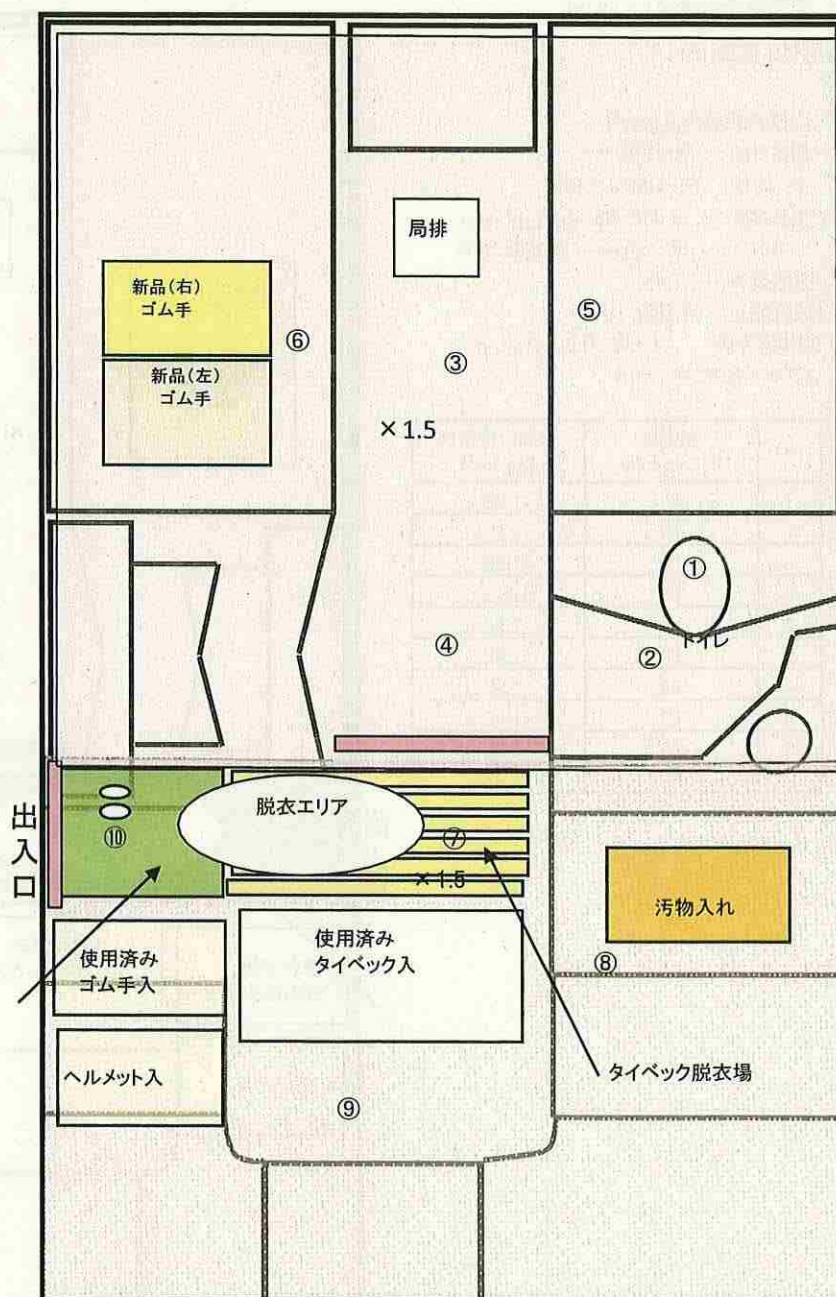 局排
新品(右)
ゴム手
⑥
⑤
③
新品(左)
ゴム手
×1.5
①
④
②
トイレ
出入口
脱衣エリア
⑩
⑦
×1.5
汚物入れ
使用済み
ゴム手入
使用済み
タイベック入
⑧
ヘルメット入
タイベック脱衣場
⑨